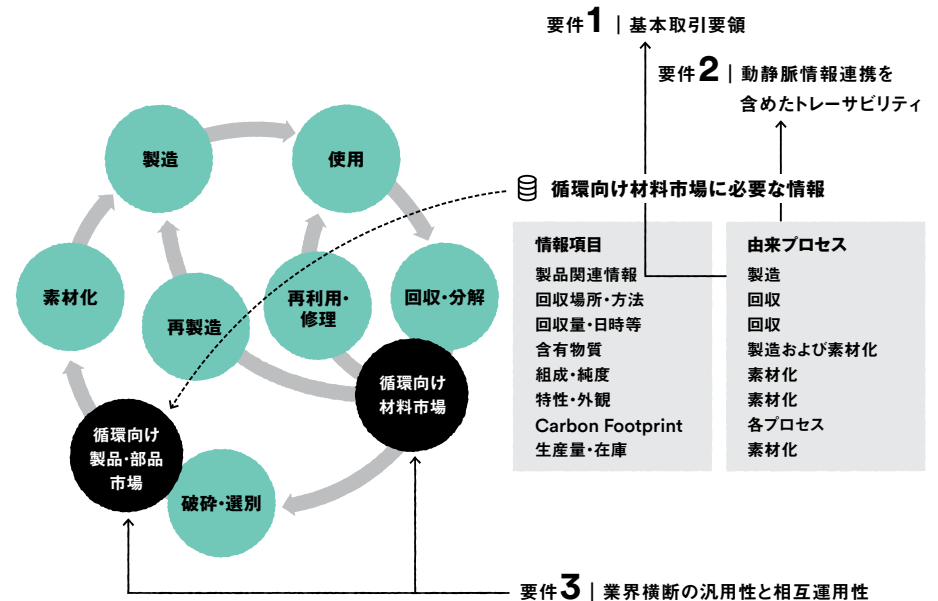 要件1｜基本取引要領
要件2｜動静脈情報連携を
含めたトレーサビリティ
製造
使用
循環向け材料市場に必要な情報
情報項目
製品関連情報
回収場所・方法
回収量・日時等
含有物質
組成・純度
特性・外観
Carbon Footprint
生産量・在庫
由来プロセス
製造
回収
回収
製造および素材化
素材化
素材化
各プロセス
素材化
素材化
再製造
再利用・
修理
回収・分解
循環向け
材料市場
循環向け
製品・部品
市場
破砕・選別
要件3｜業界横断の汎用性と相互運用性